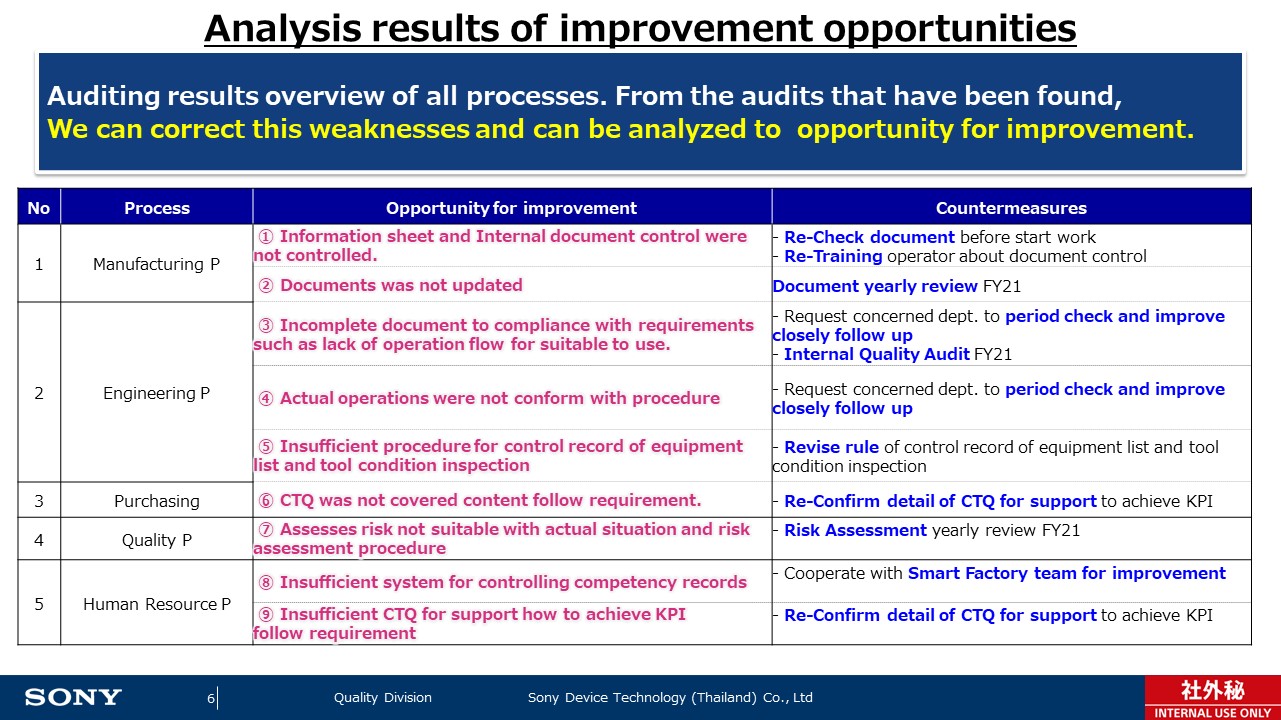 Analysis results of improvement opportunities
Auditing results overview of all processes. From the audits that have been found,
We can correct this weaknesses and can be analyzed to  opportunity for improvement.
No Process Opportunity for improvement Countermeasures
1 Manufacturing P
① Information sheet and Internal document control were
not controlled.
- Re-Check document before start work
- Re-Training operator about document control
② Documents was not updated
Document yearly review FY21
2 Engineering P
③ Incomplete document to compliance with requirements
such as lack of operation flow for suitable to use.
- Request concerned dept. to period check and improve
closely follow up
- Internal Quality Audit FY21
④ Actual operations were not conform with procedure
- Request concerned dept. to period check and improve
closely follow up
⑤ Insufficient procedure for control record of equipment
list and tool condition inspection
- Revise rule of control record of equipment list and tool
condition inspection
3 Purchasing
⑥ CTQ was not covered content follow requirement.
- Re-Confirm detail of CTQ for support to achieve KPI
4 Quality P
⑦ Assesses risk not suitable with actual situation and risk
assessment procedure
- Risk Assessment yearly review FY21
5 Human Resource P
⑧ Insufficient system for controlling competency records
- Cooperate with Smart Factory team for improvement
⑨ Insufficient CTQ for support how to achieve KPI
follow requirement
- Re-Confirm detail of CTQ for support to achieve KPI
SONY 6 Quality Division Sony Device Technology (Thailand) Co., Ltd
社外秘
INTERNAL USE ONLY